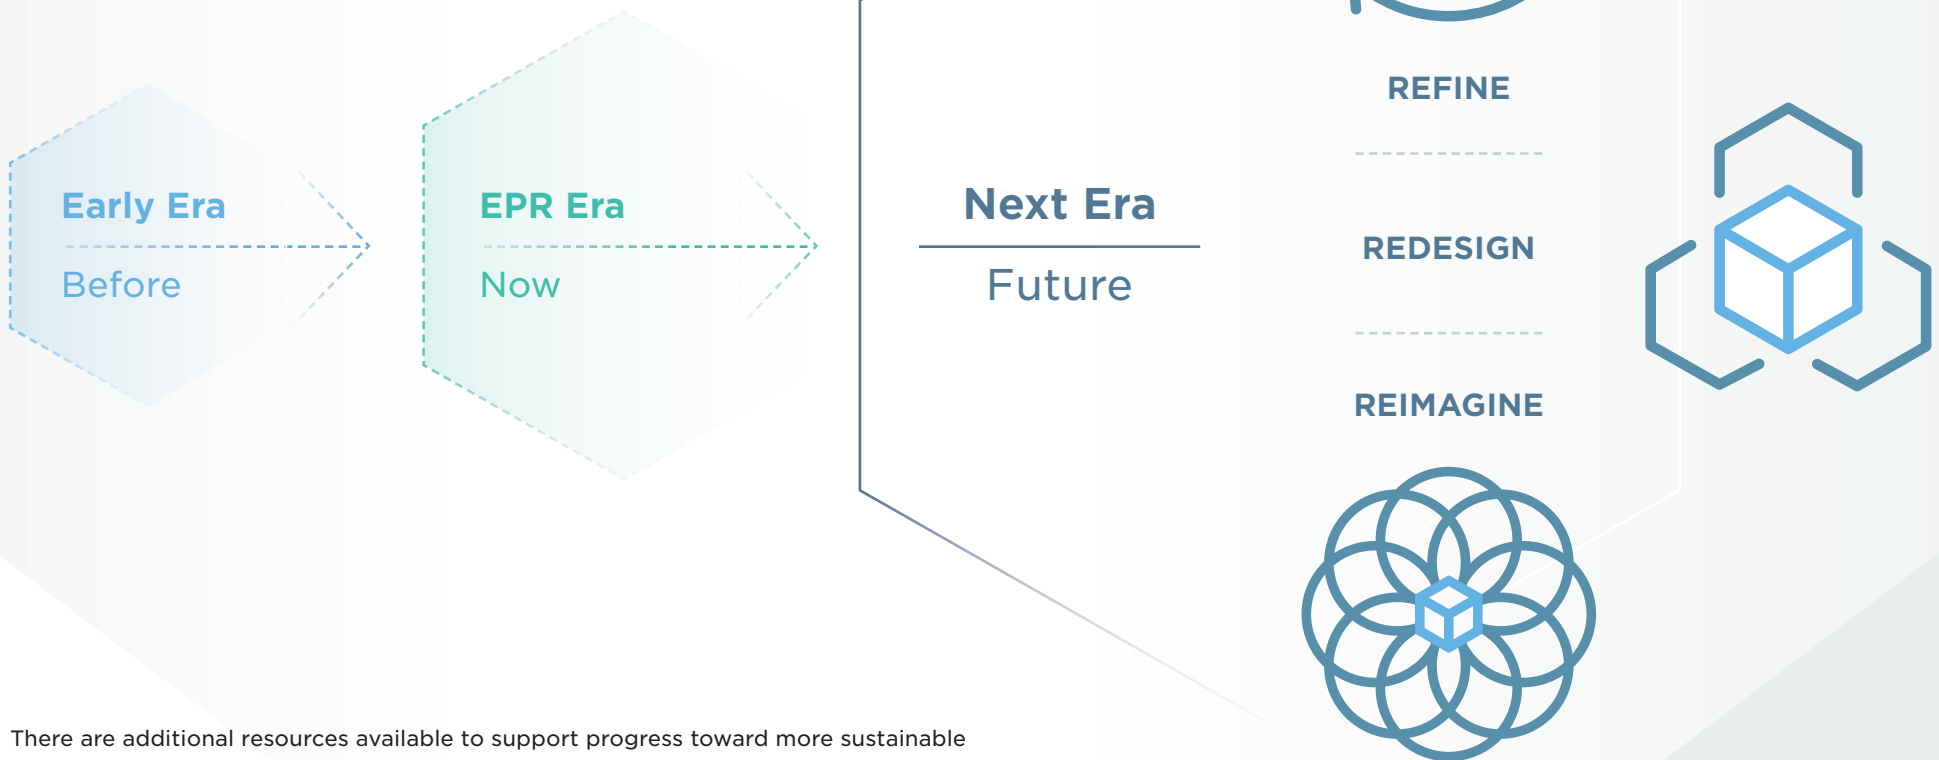 Early Era
Before
EPR Era
Now
Next Era
Future
REFINE
REDESIGN
REIMAGINE
There are additional resources available to support progress toward more sustainable